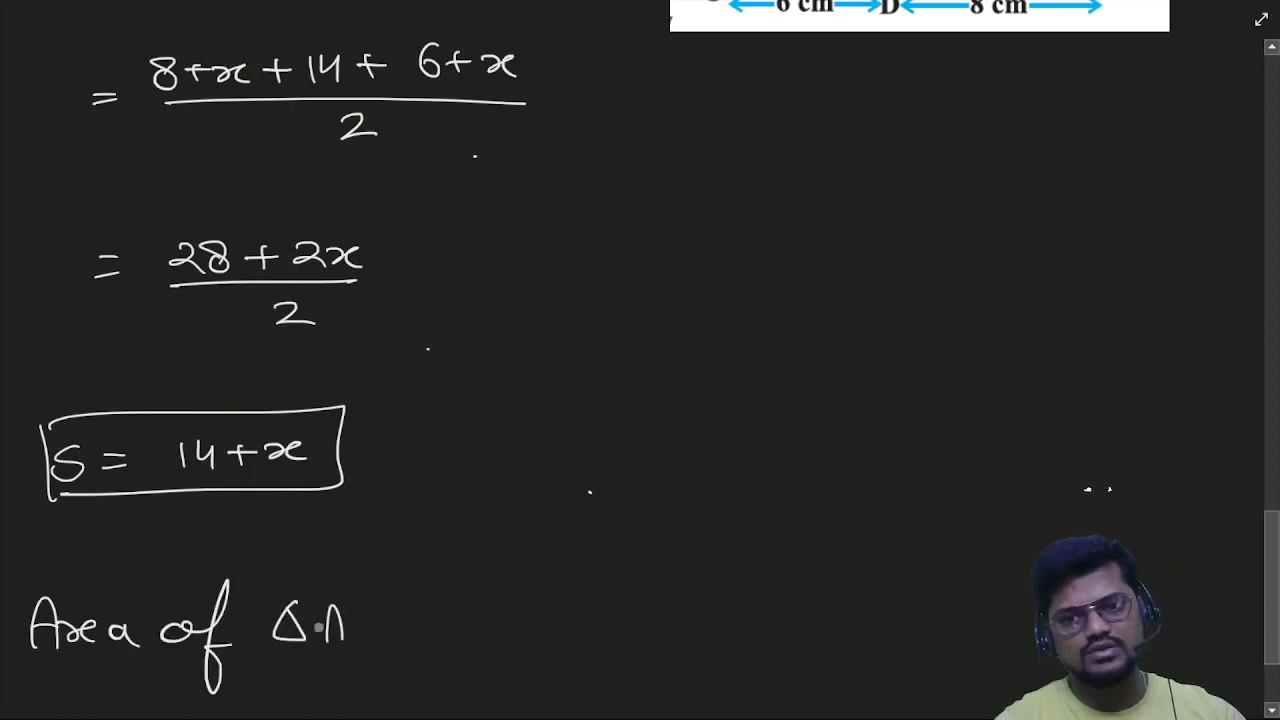 6 cm D 8 cm
= 8+x+14+ 6+x
2
= 28+2x
2
S = 14+x
Area of Δ A